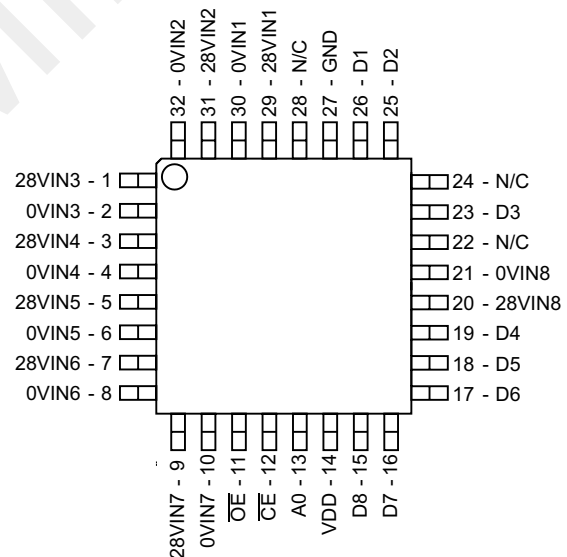 32 - 0VIN2
31 - 28VIN2
30 - 0VIN1
29 - 28VIN1
28 - N/C
27 - GND
26 - D1
25 - D2
28VIN3 - 1
0VIN3 - 2
28VIN4 - 3
0VIN4 - 4
28VIN5 - 5
0VIN5 - 6
28VIN6 - 7
0VIN6 - 8
24 - N/C
23 - D3
22 - N/C
21 - 0VIN8
20 - 28VIN8
19 - D4
18 - D5
17 - D6
28VIN7 - 9
0VIN7 - 10
O̅E̅ - 11
C̅E̅ - 12
A0 - 13
VDD - 14
D8 - 15
D7 - 16